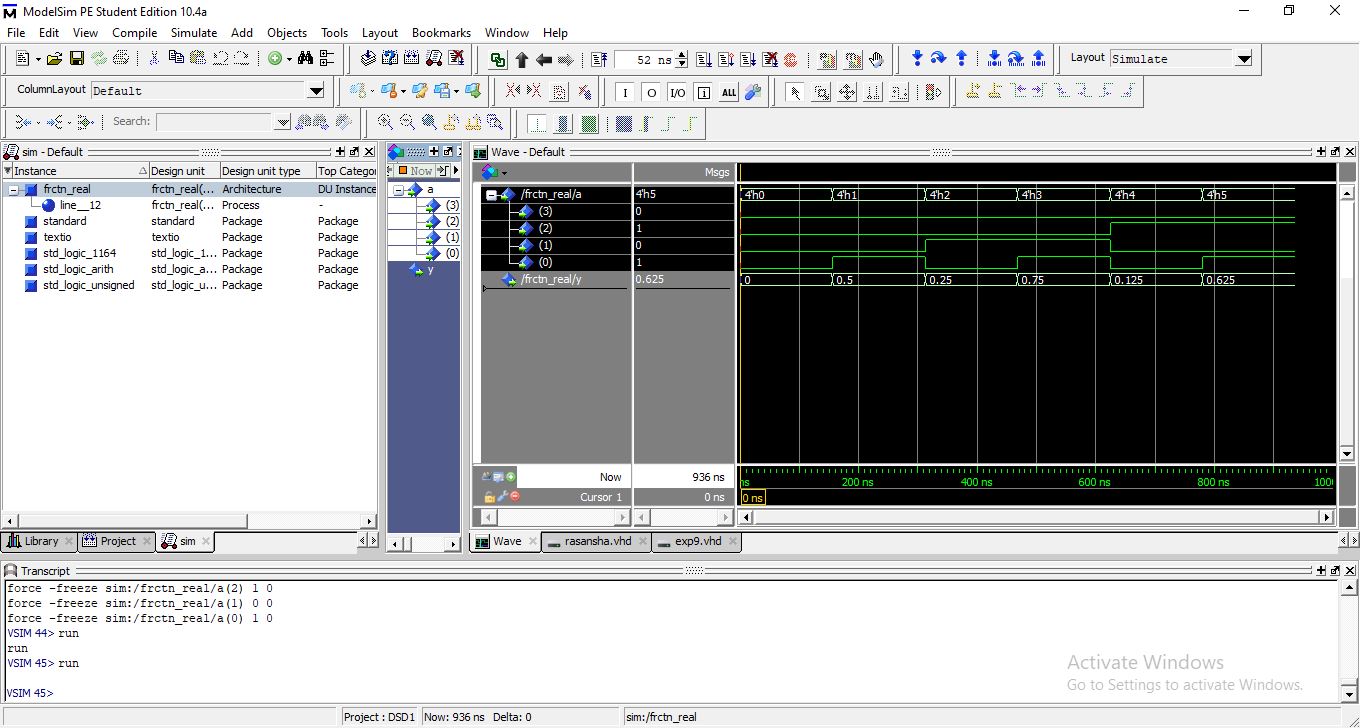 ModelSim PE Student Edition 10.4a
File Edit View Compile Simulate Add Objects Tools Layout Bookmarks Window Help
52 ns
Layout Simulate
ColumnLayout Default
ALL
Search:
sim - Default
Instance Design unit Design unit type Top Catego
frctn_real frctn_real(... Architecture DU Instance
line__12 frctn_real(... Process -
standard standard Package Package
textio textio Package Package
std_logic_1164 std_logic_1... Package Package
std_logic_arith std_logic_a... Package Package
std_logic_unsigned std_logic_u... Package Package
Library Project sim
Now
a
(3)
(2)
(1)
(0)
y
Wave - Default
Msgs
/frctn_real/a 4'h5 4'h0 4'h1 4'h2 4'h3 4'h4 4'h5
(3) 0
(2) 1
(1) 0
(0) 1
/frctn_real/y 0.625 0 0.5 0.25 0.75 0.125 0.625
Now 936 ns ns 200 ns 400 ns 600 ns 800 ns 100
Cursor 1 0 ns 0 ns
Wave rasansha.vhd exp9.vhd
Transcript
force -freeze sim:/frctn_real/a(2) 1 0
force -freeze sim:/frctn_real/a(1) 0 0
force -freeze sim:/frctn_real/a(0) 1 0
VSIM 44> run
run
VSIM 45> run
VSIM 45>
Activate Windows
Go to Settings to activate Windows.
Project : DSD1 Now: 936 ns Delta: 0 sim:/frctn_real